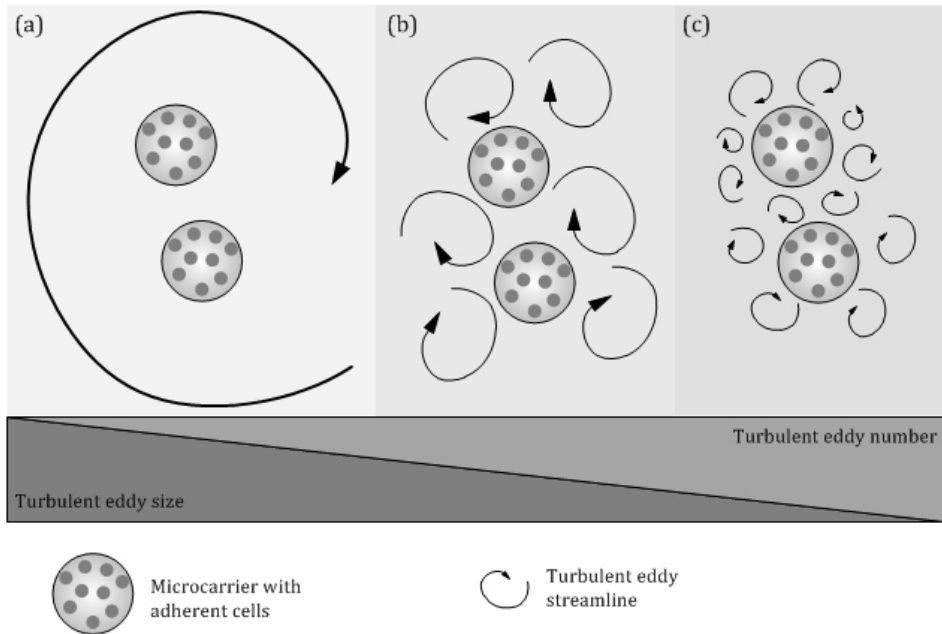 (a)
(b)
(c)
Turbulent eddy number
Turbulent eddy size
Microcarrier with
adherent cells
Turbulent eddy
streamline